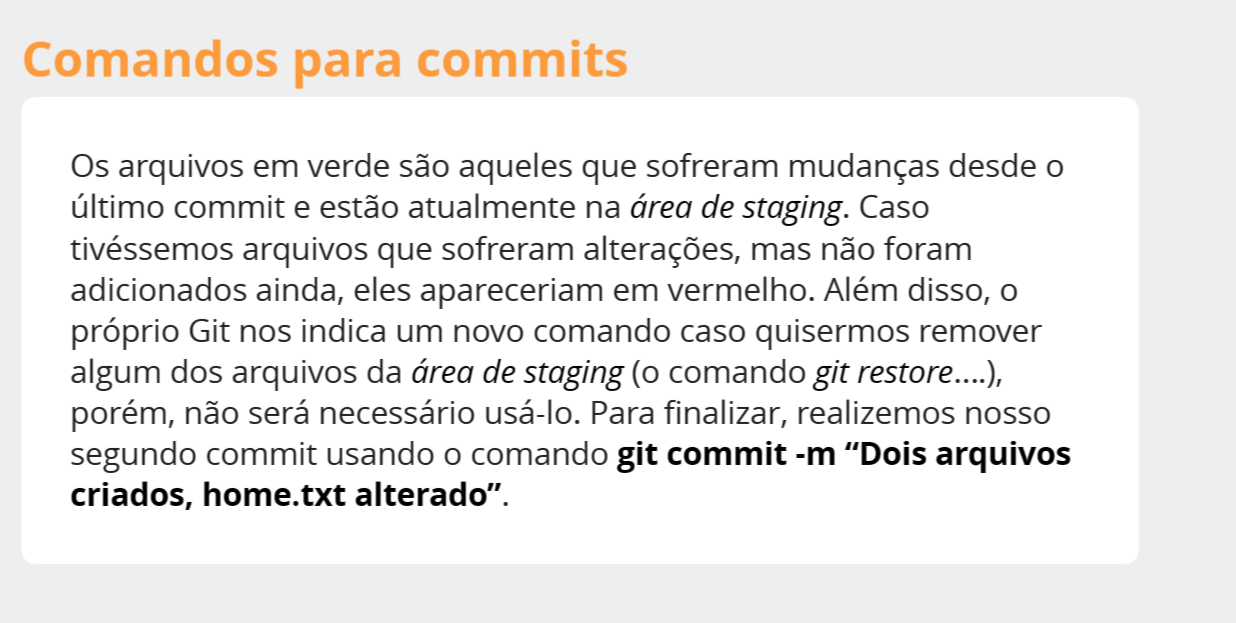 Comandos para commits
Os arquivos em verde são aqueles que sofreram mudanças desde o
último commit e estão atualmente na área de staging. Caso
tivéssemos arquivos que sofreram alterações, mas não foram
adicionados ainda, eles apareceriam em vermelho. Além disso, o
próprio Git nos indica um novo comando caso quisermos remover
algum dos arquivos da área de staging (o comando git restore....),
porém, não será necessário usá-lo. Para finalizar, realizemos nosso
segundo commit usando o comando git commit -m “Dois arquivos
criados, home.txt alterado”.